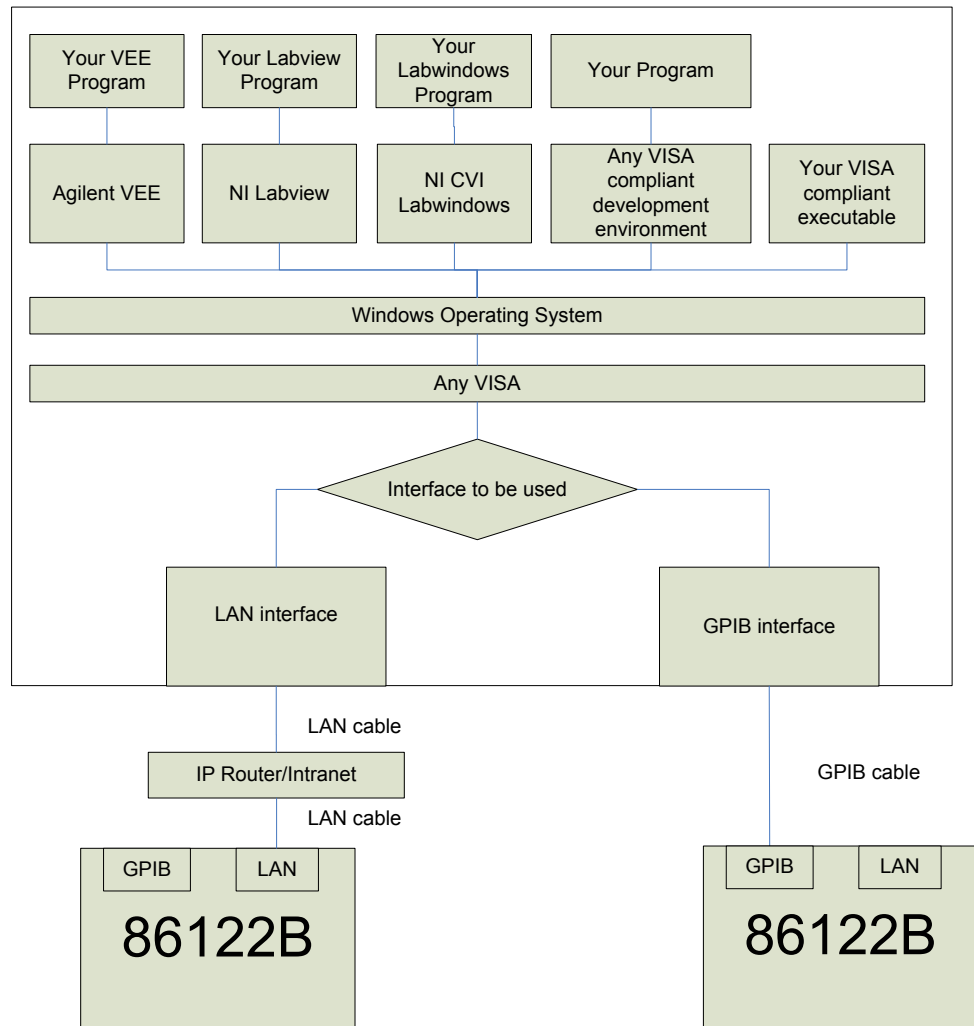 Your VEE
Program
Your Labview
Program
Your
Labwindows
Program
Your Program
Agilent VEE
NI Labview
NI CVI
Labwindows
Any VISA
compliant
development
environment
Your VISA
compliant
executable
Windows Operating System
Any VISA
Interface to be used
LAN interface
GPIB interface
LAN cable
IP Router/Intranet
GPIB cable
LAN cable
GPIB
LAN
86122B
GPIB
LAN
86122B